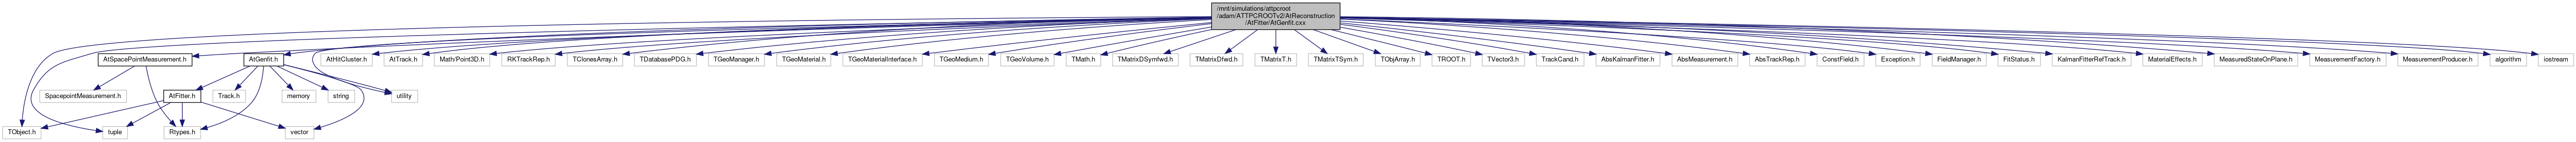 /mnt/simulations/attpcroot
/adam/ATTPCROOTv2/AtReconstruction
/AtFitter/AtGenfit.cxx
AtSpacePointMeasurement.h
AtGenfit.h
AtHitCluster.h
AtTrack.h
Math/Point3D.h
RKTrackRep.h
TClonesArray.h
TDatabasePDG.h
TGeoManager.h
TGeoMaterial.h
TGeoMaterialInterface.h
TGeoMedium.h
TGeoVolume.h
TMath.h
TMatrixDSymfwd.h
TMatrixDfwd.h
TMatrixT.h
TMatrixTSym.h
TObjArray.h
TROOT.h
TVector3.h
TrackCand.h
AbsKalmanFitter.h
AbsMeasurement.h
AbsTrackRep.h
ConstField.h
Exception.h
FieldManager.h
FitStatus.h
KalmanFitterRefTrack.h
MaterialEffects.h
MeasuredStateOnPlane.h
MeasurementFactory.h
MeasurementProducer.h
algorithm
iostream
SpacepointMeasurement.h
AtFitter.h
Track.h
memory
string
utility
TObject.h
tuple
Rtypes.h
vector